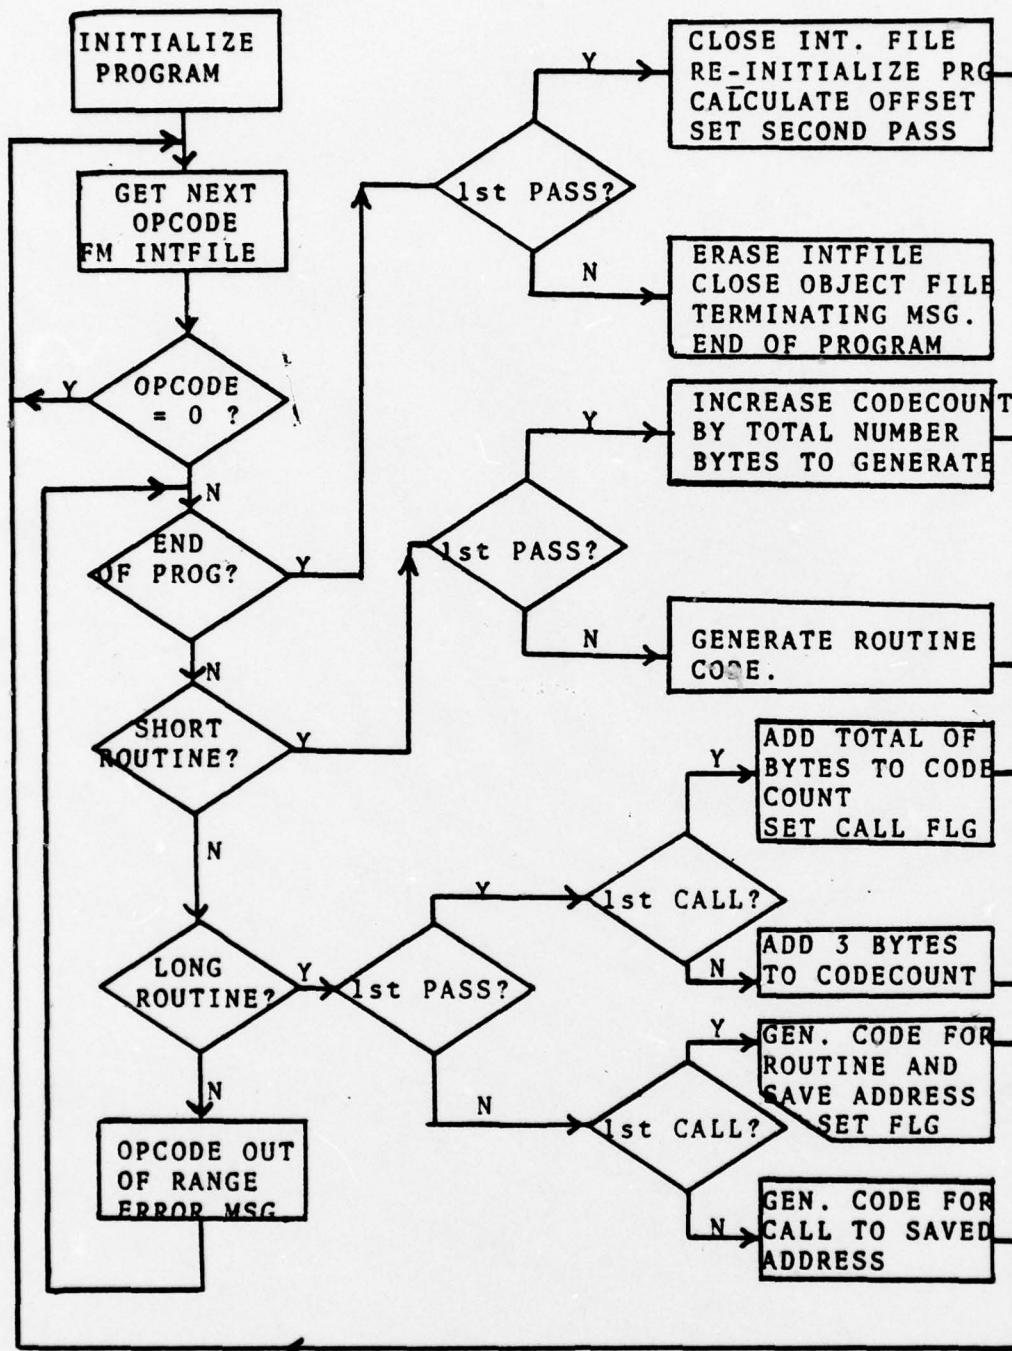 INITIALIZE
PROGRAM
GET NEXT
OPCODE
FM INTFILE
OPCODE
= 0 ?
Y
N
END
OF PROG?
Y
N
SHORT
ROUTINE?
Y
N
LONG
ROUTINE?
Y
N
OPCODE OUT
OF RANGE
ERROR MSG
1st PASS?
Y
CLOSE INT. FILE
RE-INITIALIZE PRG
CALCULATE OFFSET
SET SECOND PASS
N
ERASE INTFILE
CLOSE OBJECT FILE
TERMINATING MSG.
END OF PROGRAM
1st PASS?
Y
INCREASE CODECOUNT
BY TOTAL NUMBER
BYTES TO GENERATE
N
GENERATE ROUTINE
CODE.
1st PASS?
Y
1st CALL?
Y
ADD TOTAL OF
BYTES TO CODE
COUNT
SET CALL FLG
N
ADD 3 BYTES
TO CODECOUNT
N
1st CALL?
Y
GEN. CODE FOR
ROUTINE AND
SAVE ADDRESS
SET FLG
N
GEN. CODE FOR
CALL TO SAVED
ADDRESS